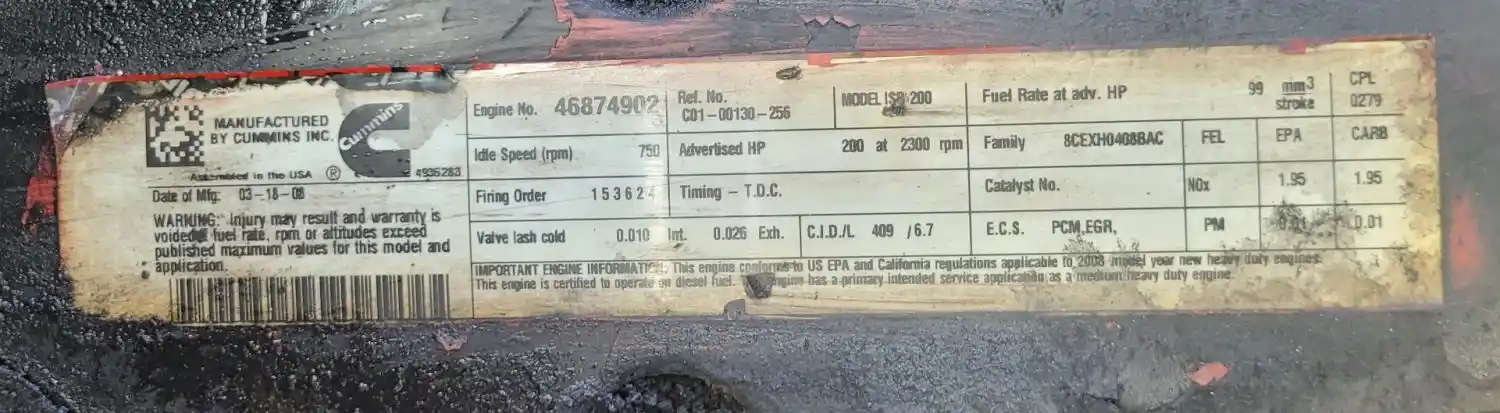 MANUFACTURED
BY CUMMINS INC.
Cummins
Assembled in the USA ® 4935283
Date of Mfg: 03-18-08
WARNING: Injury may result and warranty is
voided if fuel rate, rpm or altitudes exceed
published maximum values for this model and
application.
Engine No. 46874902
Ref. No.
C01-00130-256
MODEL ISB 200
Fuel Rate at adv. HP 99 mm3
stroke
CPL
0279
Idle Speed (rpm) 750
Advertised HP 200 at 2300 rpm
Family 8CEXH0408BAC
FEL EPA CARB
Firing Order 153624
Timing - T.D.C.
Catalyst No.
NOx 1.95 1.95
Valve lash cold 0.010 Int. 0.026 Exh.
C.I.D./L 409 /6.7
E.C.S. PCM,EGR,
PM 0.01 0.01
IMPORTANT ENGINE INFORMATION: This engine conforms to US EPA and California regulations applicable to 2008 model year new heavy duty engines.
This engine is certified to operate on diesel fuel. engine has a primary intended service application as a medium heavy duty engine.